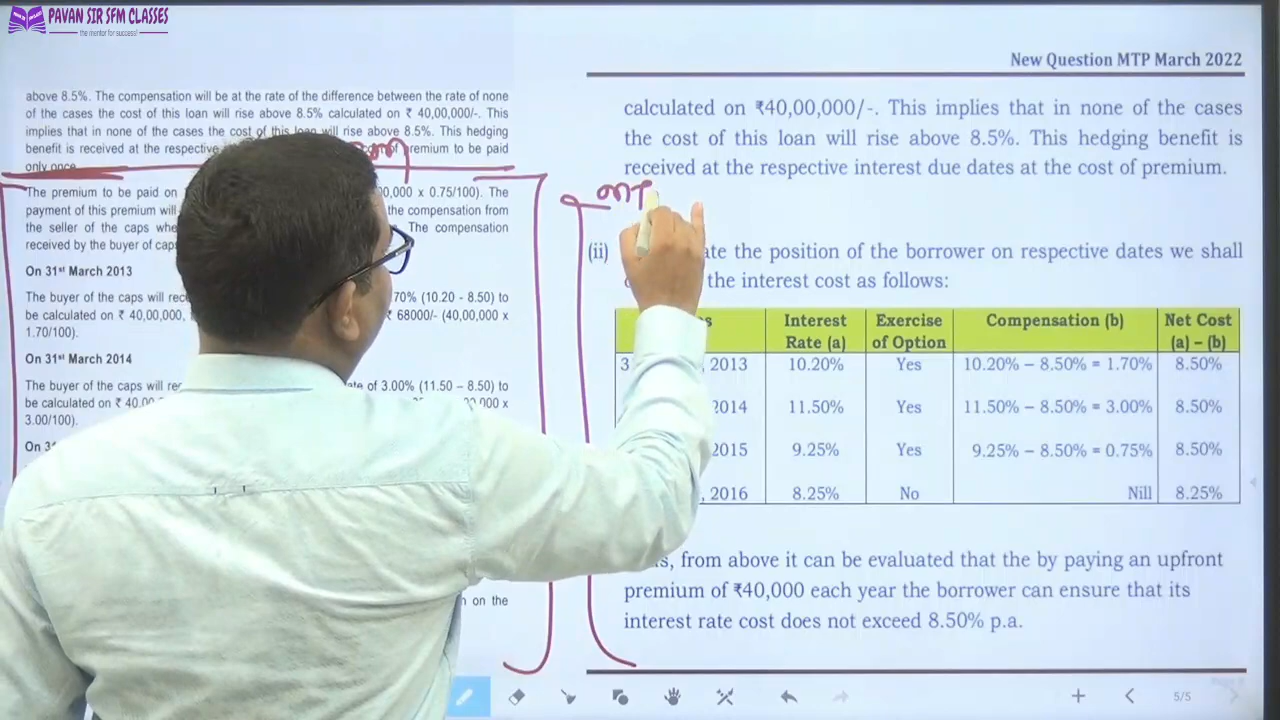 PAVAN SIR SFM CLASSES
the mentor for success!
New Question MTP March 2022
above 8.5%. The compensation will be at the rate of the difference between the rate of none
of the cases the cost of this loan will rise above 8.5% calculated on ₹ 40,00,000/-. This
implies that in none of the cases the cost of this loan will rise above 8.5%. This hedging
benefit is received at the respective of premium to be paid
only once
The premium to be paid on 00,000 x 0.75/100). The
payment of this premium will the compensation from
the seller of the caps The compensation
received by the buyer of caps
On 31st March 2013
The buyer of the caps will 70% (10.20 - 8.50) to
be calculated on ₹ 40,00,000, ₹ 68000/- (40,00,000 x
1.70/100).
On 31st March 2014
The buyer of the caps will rate of 3.00% (11.50 – 8.50) to
be calculated on ₹ 40,00 x
3.00/100).
On
on the
calculated on ₹40,00,000/-. This implies that in none of the cases
the cost of this loan will rise above 8.5%. This hedging benefit is
received at the respective interest due dates at the cost of premium.
MTP
(ii) ate the position of the borrower on respective dates we shall
the interest cost as follows:
Interest Rate (a) Exercise of Option Compensation (b) Net Cost (a) – (b)
3 , 2013 10.20% Yes 10.20% – 8.50% = 1.70% 8.50%
2014 11.50% Yes 11.50% – 8.50% = 3.00% 8.50%
2015 9.25% Yes 9.25% – 8.50% = 0.75% 8.50%
, 2016 8.25% No Nill 8.25%
s, from above it can be evaluated that the by paying an upfront
premium of ₹40,000 each year the borrower can ensure that its
interest rate cost does not exceed 8.50% p.a.
5/5